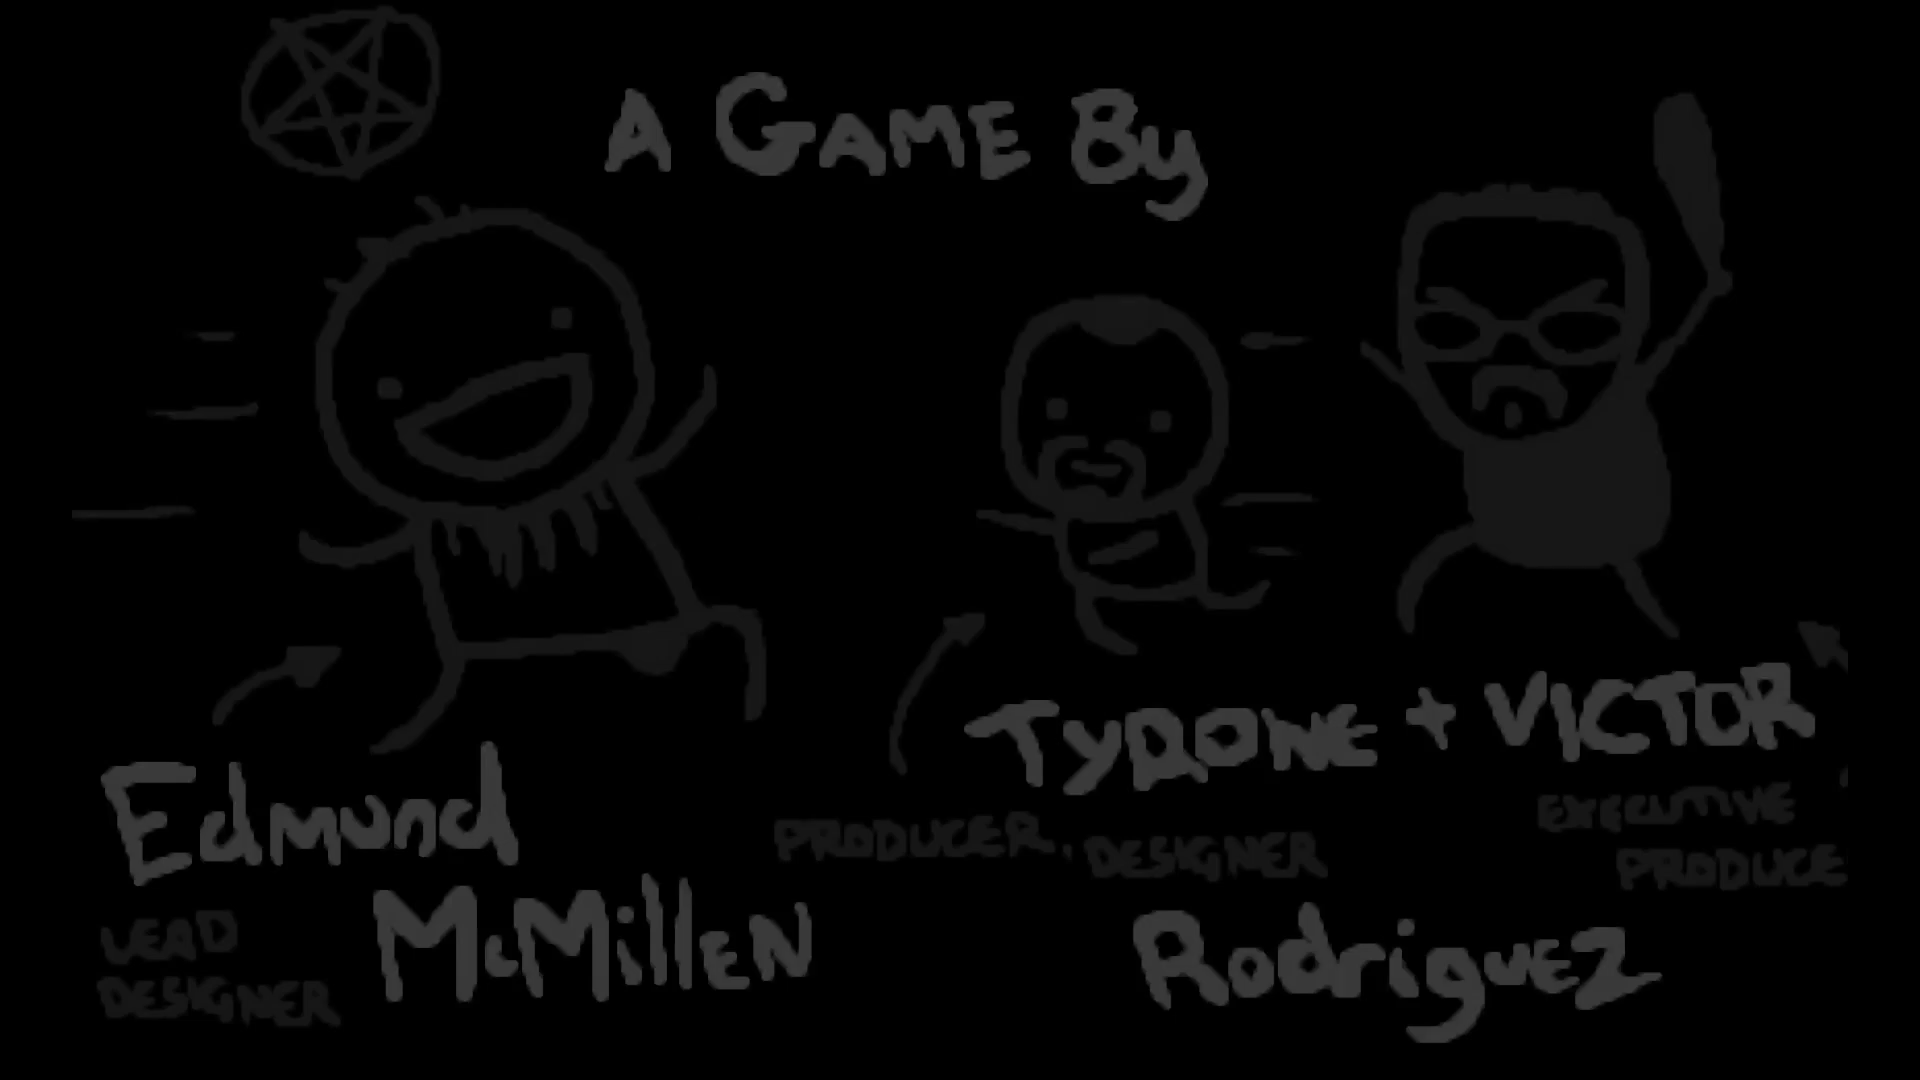 A GAME By
TYRONE + VICTOR
Edmund
EXECUTIVE
PRODUCER, DESIGNER
PRODUCE
McMillEN
LEAD
DESIGNER
RodriguEZ